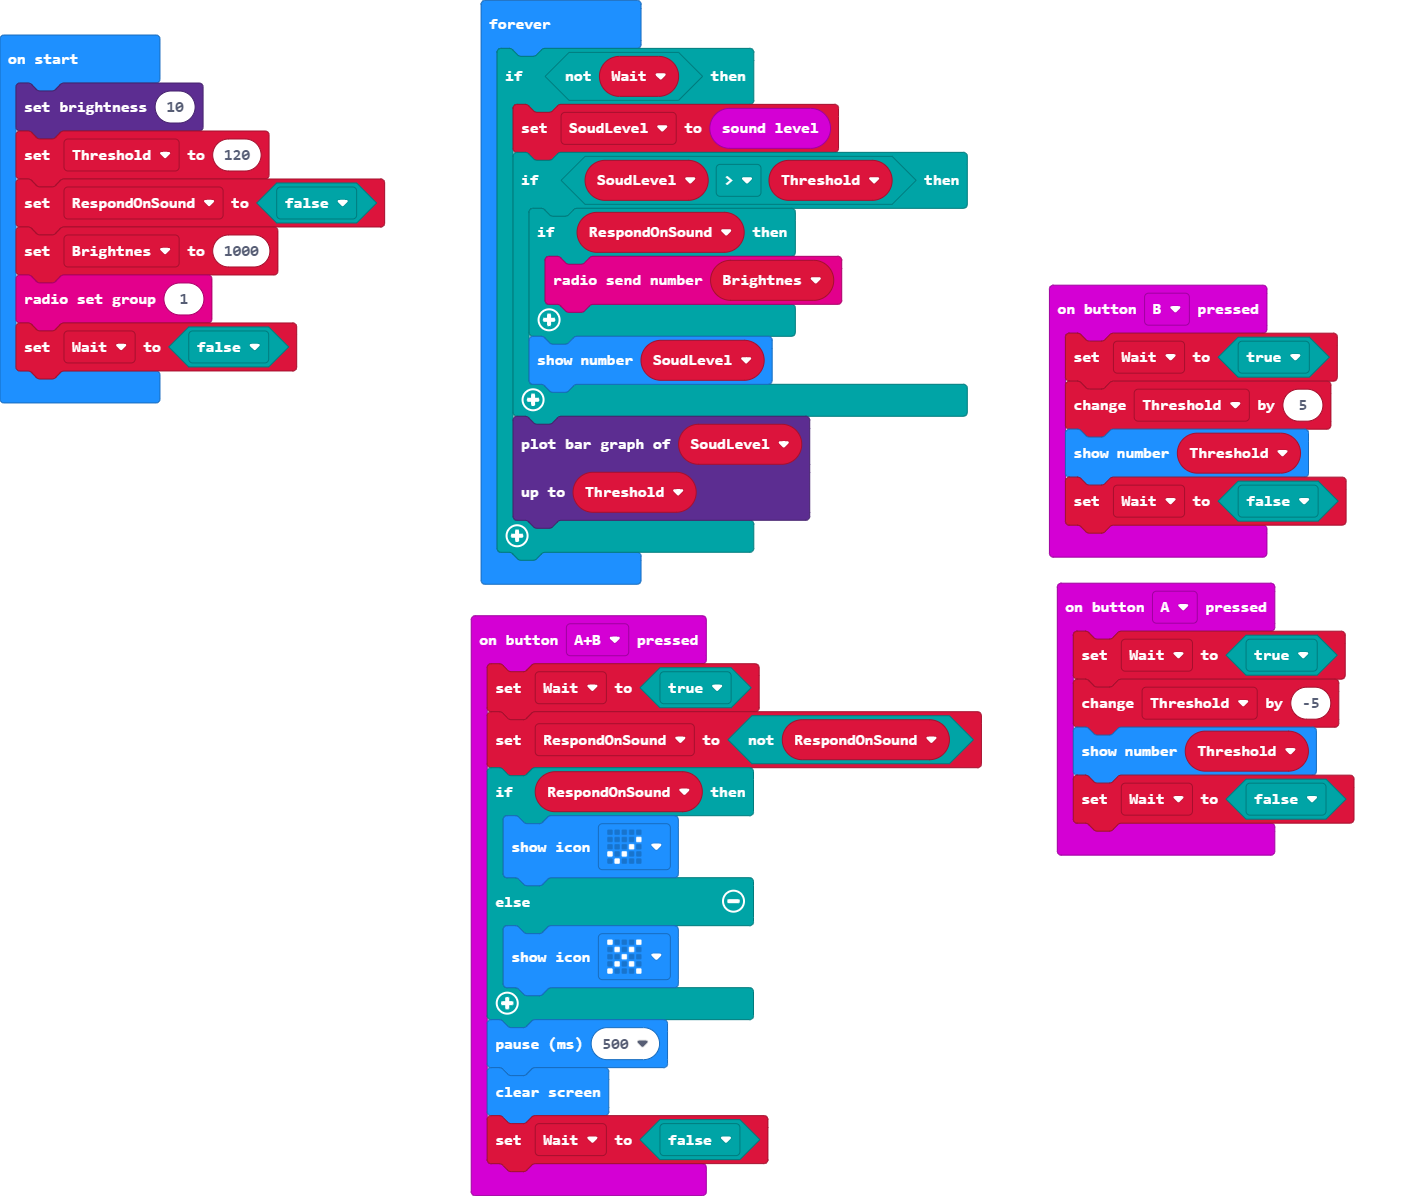 on start
set brightness 10
set Threshold to 120
set RespondOnSound to false
set Brightnes to 1000
radio set group 1
set Wait to false
forever
if not Wait then
set SoudLevel to sound level
if SoudLevel > Threshold then
if RespondOnSound then
radio send number Brightnes
show number SoudLevel
plot bar graph of SoudLevel
up to Threshold
on button A+B pressed
set Wait to true
set RespondOnSound to not RespondOnSound
if RespondOnSound then
show icon
else
show icon
pause (ms) 500
clear screen
set Wait to false
on button B pressed
set Wait to true
change Threshold by 5
show number Threshold
set Wait to false
on button A pressed
set Wait to true
change Threshold by -5
show number Threshold
set Wait to false